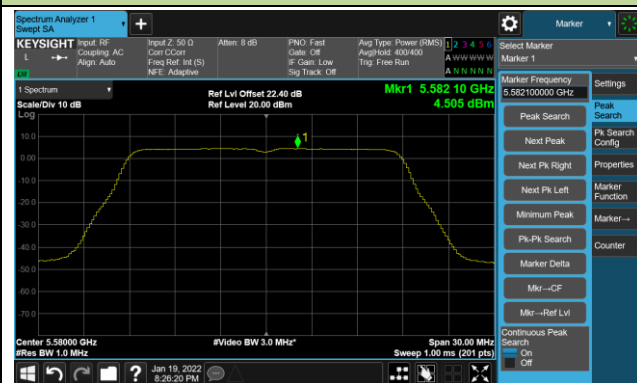 Spectrum Analyzer 1
Swept SA
Marker
KEYSIGHT
L
Input: RF
Coupling: AC
Align: Auto
Input Z: 50 Ω
Corr CCorr
Freq Ref: Int (S)
NFE: Adaptive
Atten: 8 dB
PNO: Fast
Gate: Off
IF Gain: Low
Sig Track: Off
Avg Type: Power (RMS)
Avg|Hold: 400/400
Trig: Free Run
1 2 3 4 5 6
A W W W W W
A N N N N N
Select Marker
Marker 1
1 Spectrum
Scale/Div 10 dB
Log
Ref Lvl Offset 22.40 dB
Ref Level 20.00 dBm
Mkr1 5.582 10 GHz
4.505 dBm
Marker Frequency
5.582100000 GHz
Settings
Peak Search
Peak
Search
Next Peak
Pk Search
Config
Next Pk Right
Properties
Next Pk Left
Marker
Function
Minimum Peak
Marker→
Pk-Pk Search
Counter
Marker Delta
Mkr→CF
Mkr→Ref Lvl
Continuous Peak
Search
On
Off
1
10.0
0.00
-10.0
-20.0
-30.0
-40.0
-50.0
-60.0
-70.0
Center 5.58000 GHz
#Res BW 1.0 MHz
#Video BW 3.0 MHz*
Span 30.00 MHz
Sweep 1.00 ms (201 pts)
?
Jan 19, 2022
8:26:20 PM